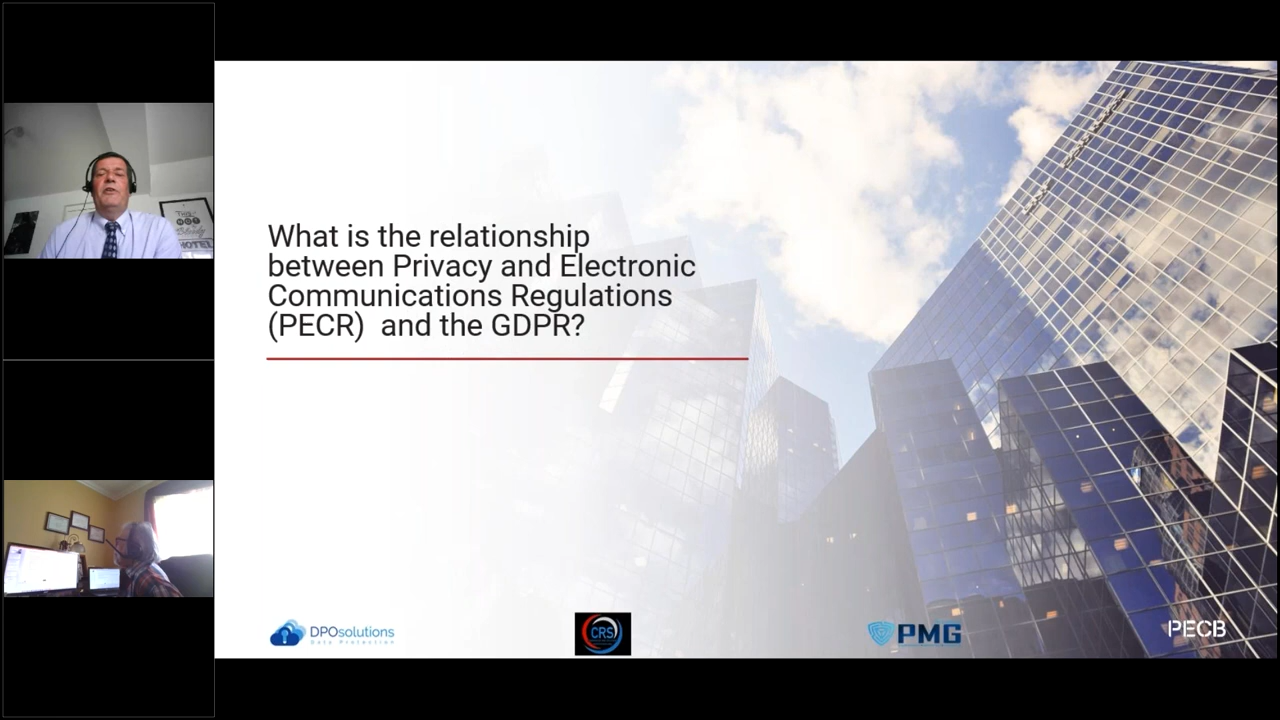 What is the relationship
between Privacy and Electronic
Communications Regulations
(PECR) and the GDPR?
DPOsolutions
Data Protection
CRS
PMG
PECB
HOTEL